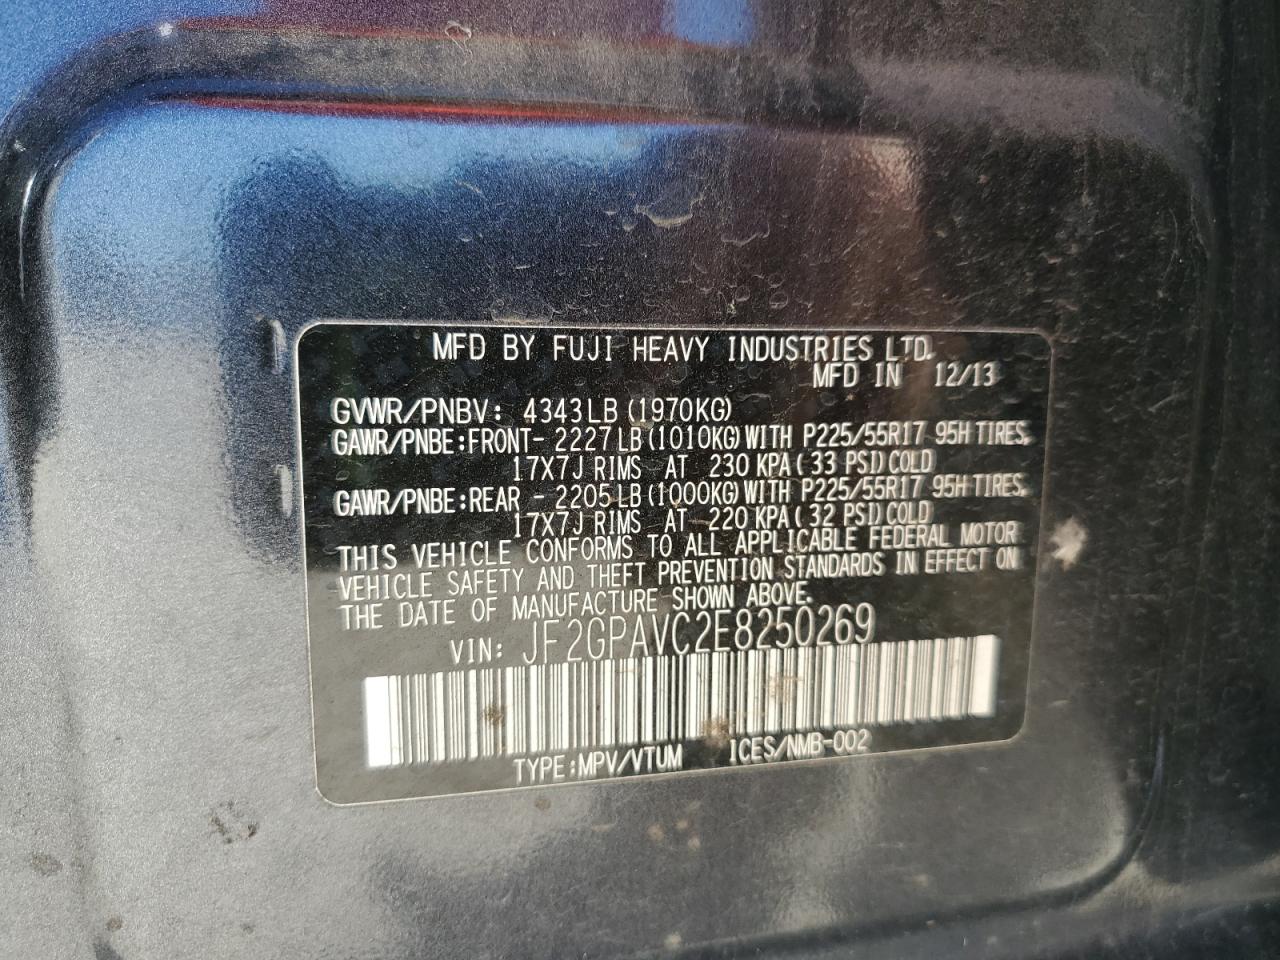 MFD BY FUJI HEAVY INDUSTRIES LTD.
MFD IN 12/13
GVWR/PNBV: 4343LB(1970KG)
GAWR/PNBE:FRONT- 2227LB(1010KG)WITH P225/55R17 95H TIRES,
17X7J RIMS AT 230 KPA(33 PSI)COLD
GAWR/PNBE:REAR - 2205LB(1000KG)WITH P225/55R17 95H TIRES,
17X7J RIMS AT 220 KPA(32 PSI)COLD
THIS VEHICLE CONFORMS TO ALL APPLICABLE FEDERAL MOTOR
VEHICLE SAFETY AND THEFT PREVENTION STANDARDS IN EFFECT ON
THE DATE OF MANUFACTURE SHOWN ABOVE.
VIN: JF2GPAVC2E8250269
TYPE:MPV/VTUM ICES/NMB-002